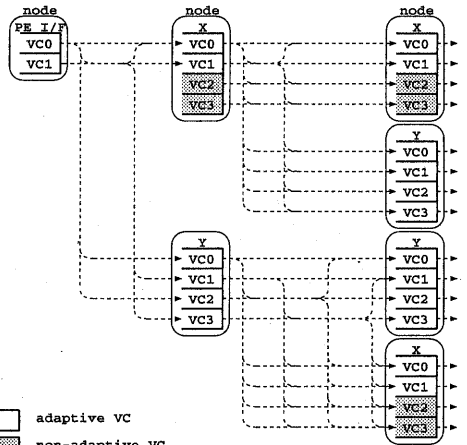 node
PE I/F
VC0
VC1
node
X
VC0
VC1
VC2
VC3
node
X
VC0
VC1
VC2
VC3
Y
VC0
VC1
VC2
VC3
Y
VC0
VC1
VC2
VC3
Y
VC0
VC1
VC2
VC3
X
VC0
VC1
VC2
VC3
adaptive VC
non-adaptive VC